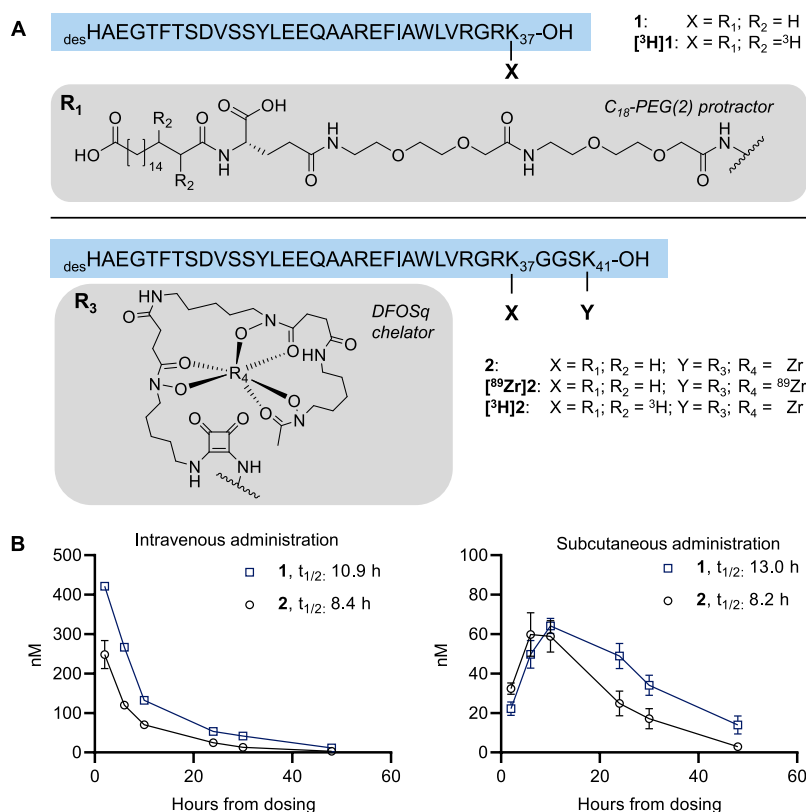 A
desHAEGTFTSDVSSYLEEQAAREFIAWLVRGRK37-OH
X
1: X = R1; R2 = H
[3H]1: X = R1; R2 =3H
R1
C18-PEG(2) protractor
HO
O
14
R2
R2
O
N
H
O
OH
O
H
N
O
O
O
N
H
O
O
H
N
O
desHAEGTFTSDVSSYLEEQAAREFIAWLVRGRK37GGSK41-OH
X
Y
R3
DFOSq
chelator
NH
O
O
N
O
R4
O
N
O
O
HN
O
O
N
O
O
NH
HN
2: X = R1; R2 = H; Y = R3; R4 = Zr
[89Zr]2: X = R1; R2 = H; Y = R3; R4 = 89Zr
[3H]2: X = R1; R2 = 3H; Y = R3; R4 = Zr
B
Intravenous administration
1, t1/2: 10.9 h
2, t1/2: 8.4 h
nM
500
400
300
200
100
0
0
20
40
60
Hours from dosing
Subcutaneous administration
1, t1/2: 13.0 h
2, t1/2: 8.2 h
nM
100
80
60
40
20
0
0
20
40
60
Hours from dosing